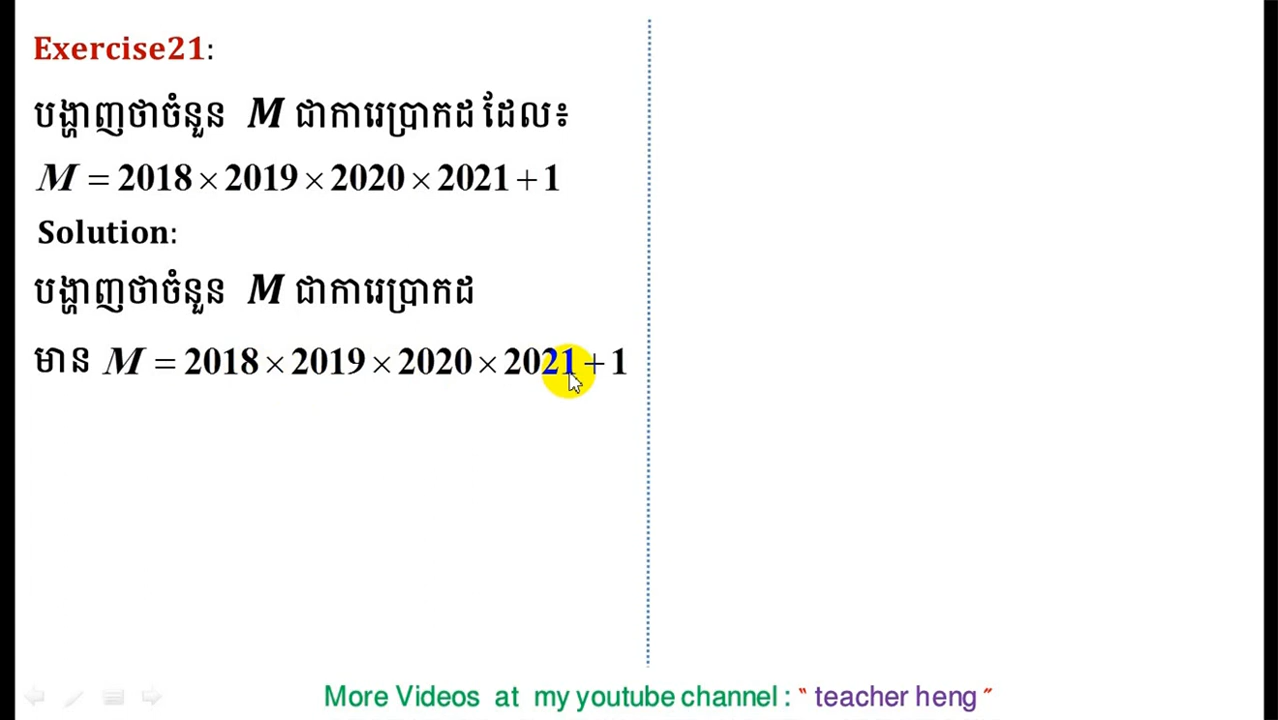 Exercise21:
បង្ហាញថាចំនួន M ជាការេប្រាកដ ដែល៖
M = 2018 × 2019 × 2020 × 2021 + 1
Solution:
បង្ហាញថាចំនួន M ជាការេប្រាកដ
មាន M = 2018 × 2019 × 2020 × 2021 + 1
More Videos at my youtube channel : “ teacher heng ”